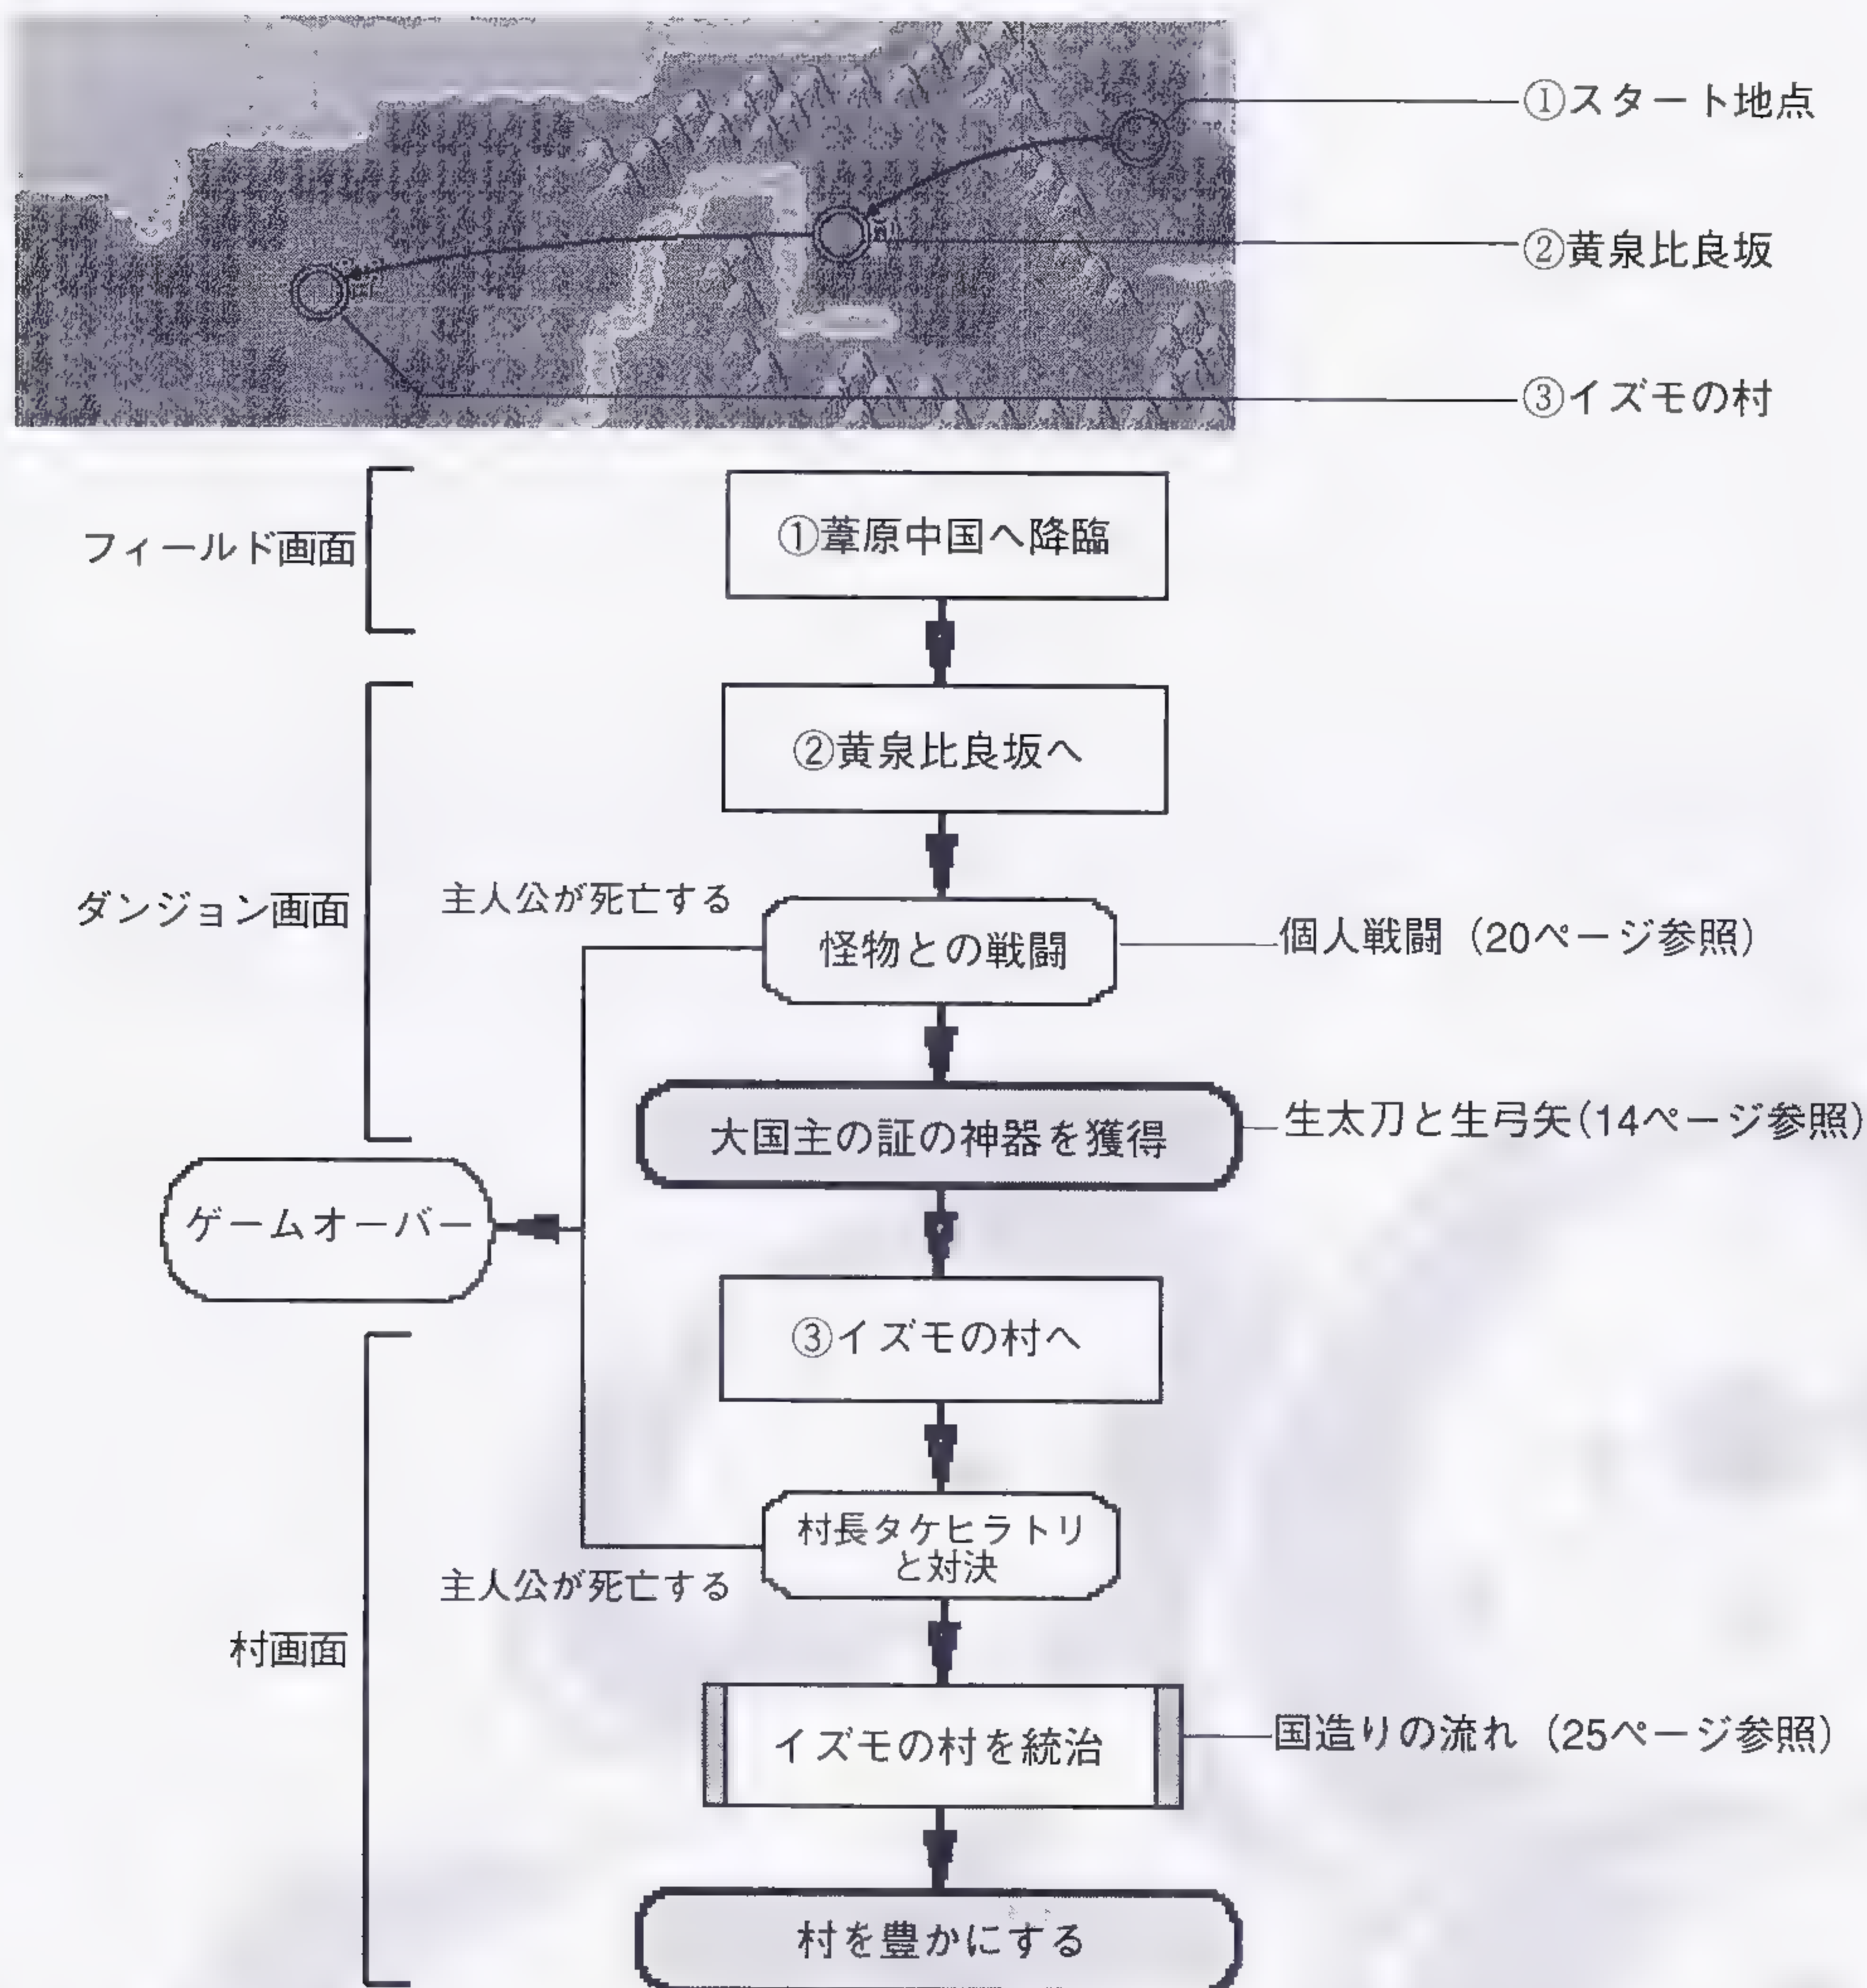 ①スタート地点
②黄泉比良坂
③イズモの村
フィールド画面
①葦原中国へ降臨
②黄泉比良坂へ
ダンジョン画面
主人公が死亡する
怪物との戦闘
個人戦闘（20ページ参照）
大国主の証の神器を獲得
生太刀と生弓矢(14ページ参照)
ゲームオーバー
③イズモの村へ
村長タケヒラトリ
と対決
主人公が死亡する
村画面
イズモの村を統治
国造りの流れ（25ページ参照）
村を豊かにする